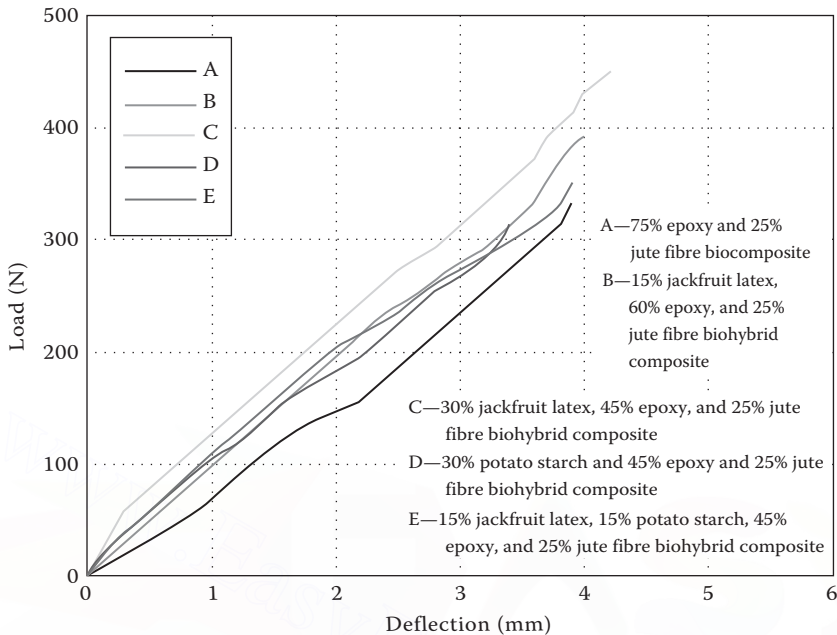 500
400
300
200
100
0
Load (N)
A
B
C
D
E
A—75% epoxy and 25%
jute fibre biocomposite
B—15% jackfruit latex,
60% epoxy, and 25%
jute fibre biohybrid
composite
C—30% jackfruit latex, 45% epoxy, and 25% jute
fibre biohybrid composite
D—30% potato starch and 45% epoxy and 25% jute
fibre biohybrid composite
E—15% jackfruit latex, 15% potato starch, 45%
epoxy, and 25% jute fibre biohybrid composite
0 1 2 3 4 5 6
Deflection (mm)